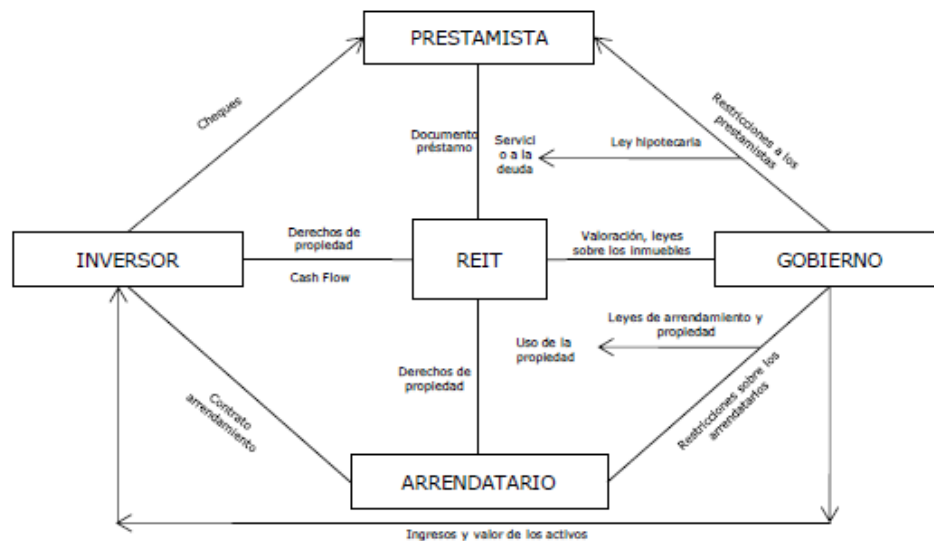 PRESTAMISTA
Cheques
Restricciones a los
prestamistas
Documento
préstamo
Servici
o a la
deuda
Ley hipotecaria
Derechos de
propiedad
Valoración, leyes
sobre los inmuebles
INVERSOR
REIT
GOBIERNO
Cash Flow
Leyes de arrendamiento y
propiedad
Uso de la
propiedad
Derechos de
propiedad
Contrato
arrendamiento
Restricciones sobre los
arrendatarios
ARRENDATARIO
Ingresos y valor de los activos